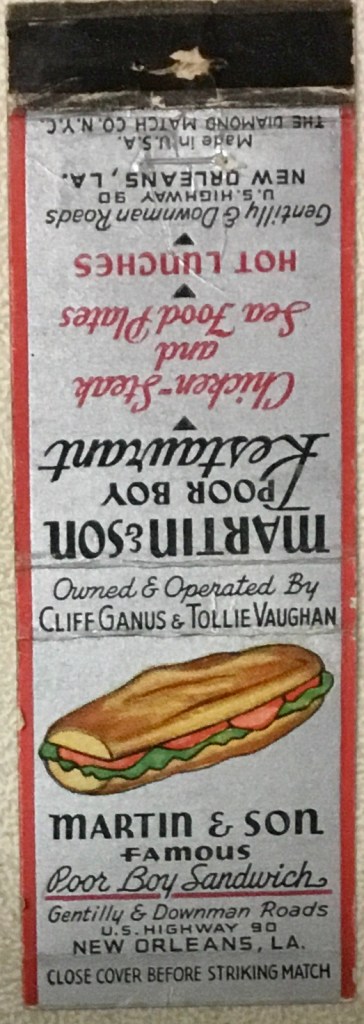 THE DIAMOND MATCH CO. N.Y.C.
Made in U.S.A.
NEW ORLEANS, LA.
U.S. HIGHWAY 90
Gentilly & Downman Roads
HOT LUNCHES
Sea Food Plates
and
Chicken-Steak
Restaurant
POOR BOY
MARTIN & SON
Owned & Operated By
CLIFF GANUS & TOLLIE VAUGHAN
MARTIN & SON
FAMOUS
Poor Boy Sandwich
Gentilly & Downman Roads
U.S. HIGHWAY 90
NEW ORLEANS, LA.
CLOSE COVER BEFORE STRIKING MATCH